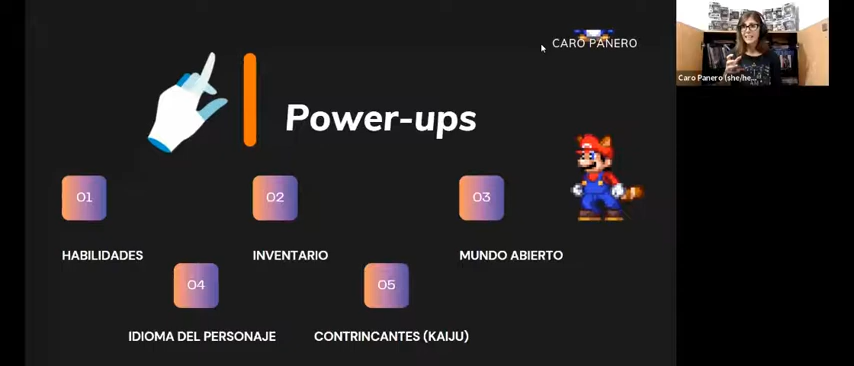 CARO PANERO
Caro Panero (she/he...
Power-ups
01
02
03
HABILIDADES
INVENTARIO
MUNDO ABIERTO
04
05
IDIOMA DEL PERSONAJE
CONTRINCANTES (KAIJU)